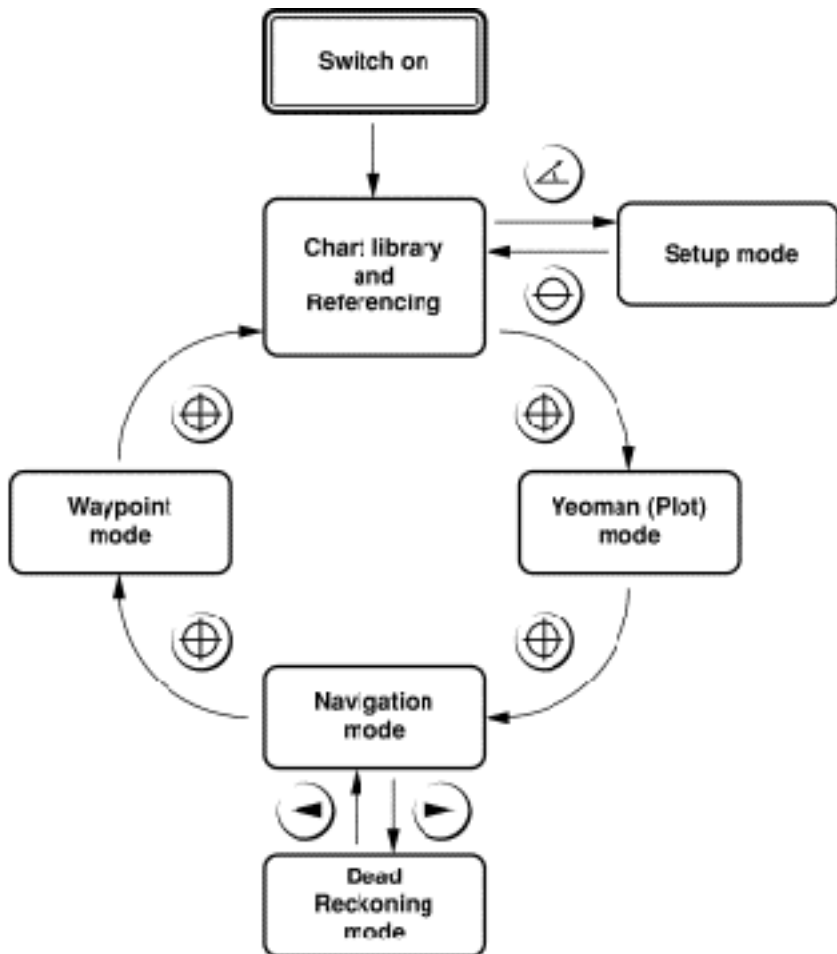 Switch on
Chart library
and
Referencing
Setup mode
Waypoint
mode
Yeoman (Plot)
mode
Navigation
mode
Dead
Reckoning
mode